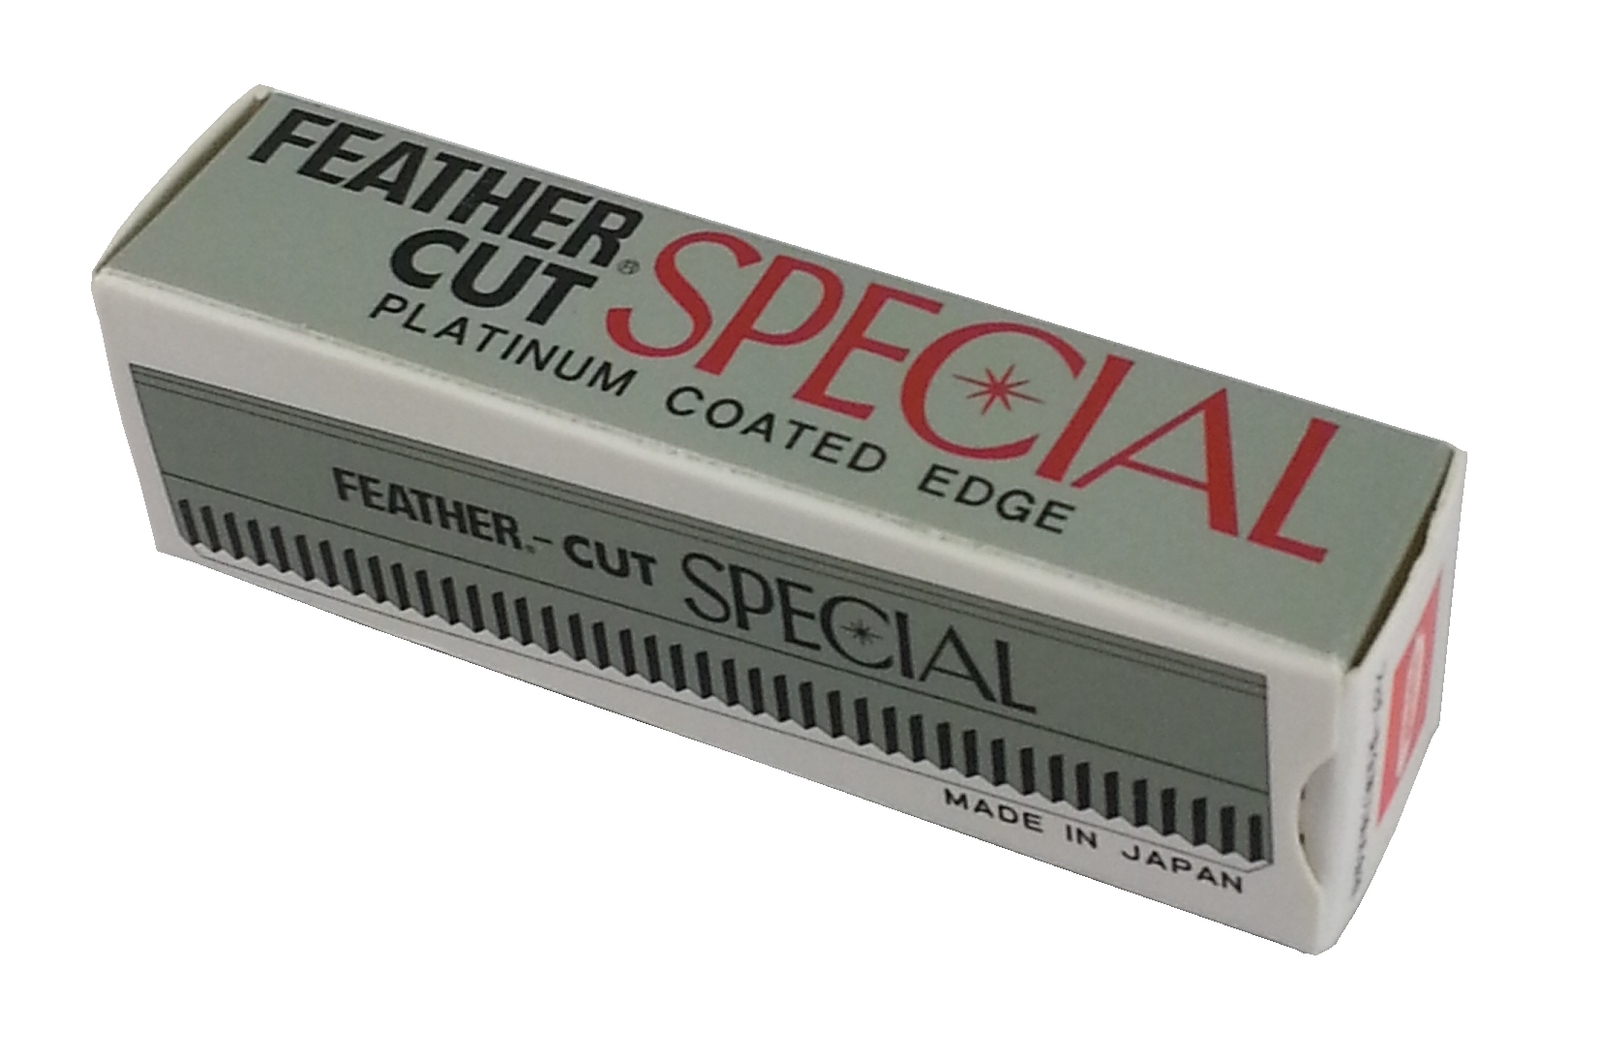 FEATHER®
CUT SPECIAL
PLATINUM COATED EDGE
FEATHER®-CUT SPECIAL
MADE IN JAPAN